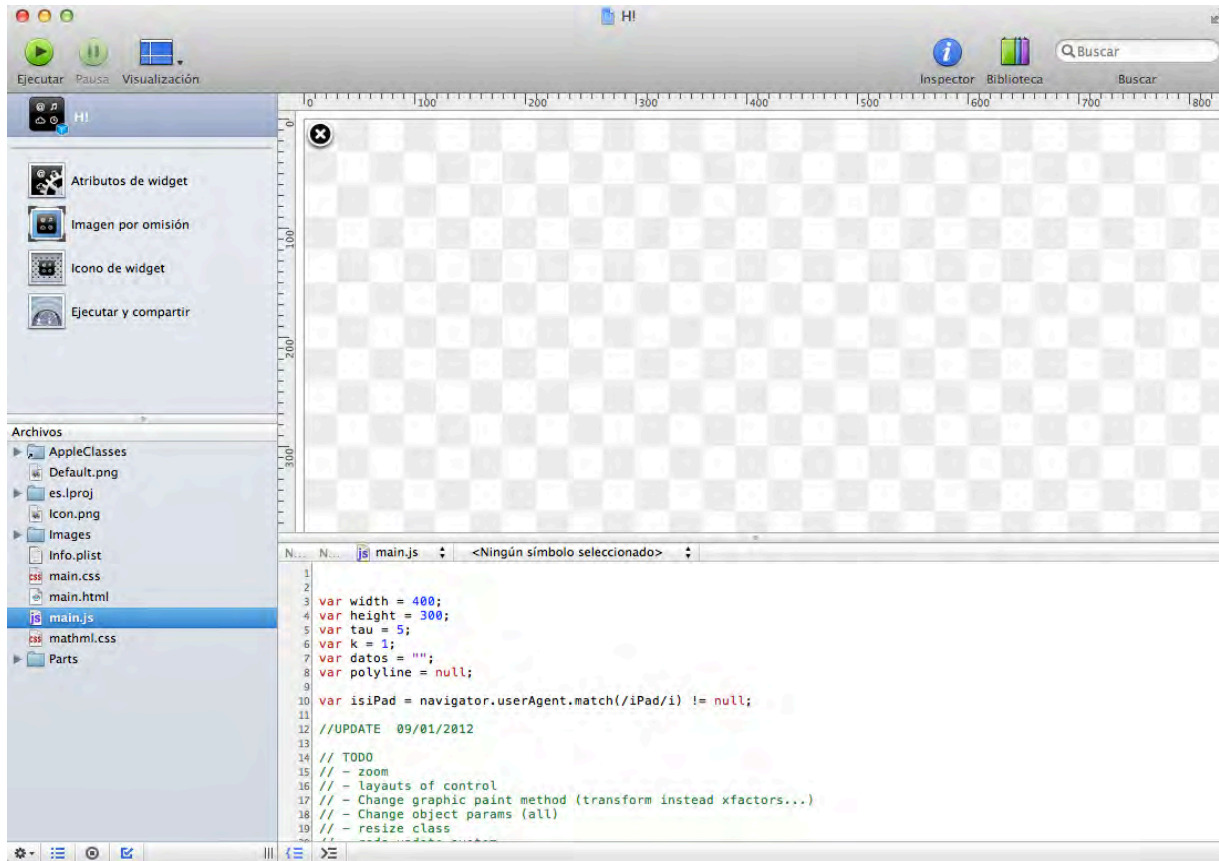 H!
Ejecutar Pausa Visualización
Buscar
Inspector Biblioteca Buscar
0 100 200 300 400 500 600 700 800
H!
0
100
200
300
Atributos de widget
Imagen por omisión
Icono de widget
Ejecutar y compartir
Archivos
AppleClasses
Default.png
es.lproj
Icon.png
Images
Info.plist
css main.css
main.html
js main.js
css mathml.css
Parts
N... N... js main.js <Ningún símbolo seleccionado>
1
2
3 var width = 400;
4 var height = 300;
5 var tau = 5;
6 var k = 1;
7 var datos = "";
8 var polyline = null;
9
10 var isiPad = navigator.userAgent.match(/iPad/i) != null;
11
12 //UPDATE 09/01/2012
13
14 // TODO
15 // - zoom
16 // - layauts of control
17 // - Change graphic paint method (transform instead xfactors...)
18 // - Change object params (all)
19 // - resize class